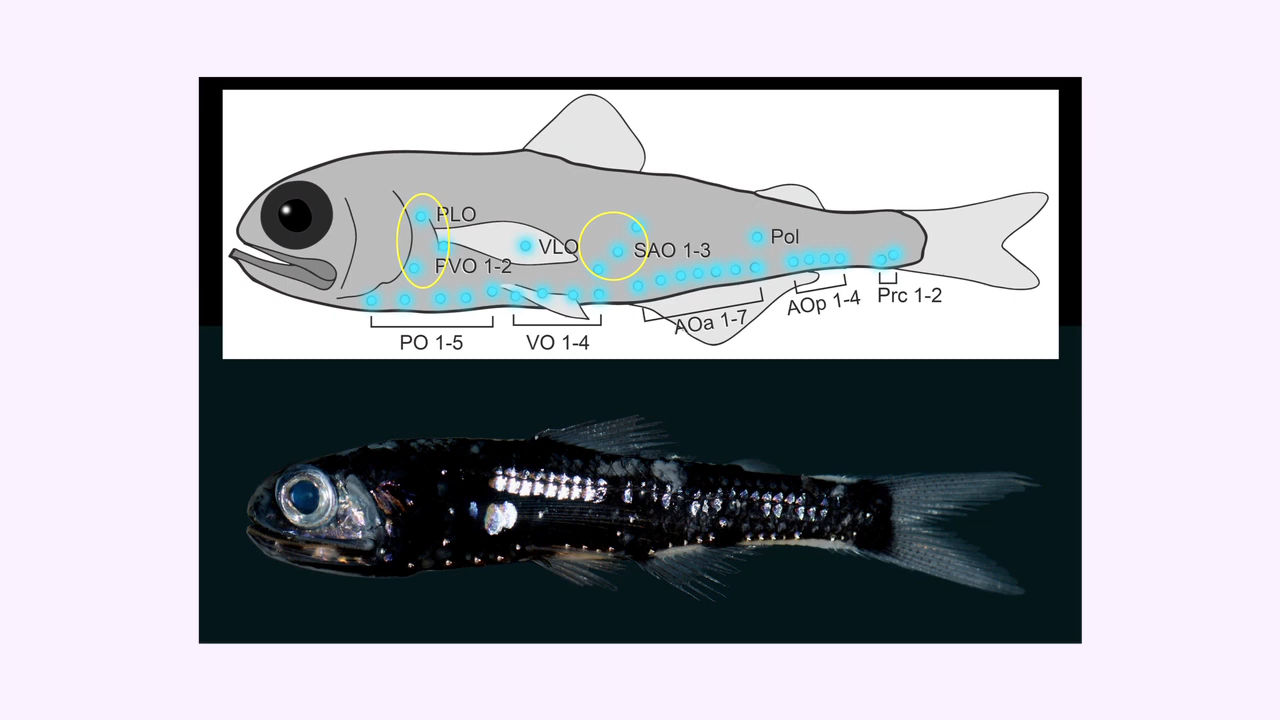 PLO
VLO
PVO 1-2
SAO 1-3
Pol
PO 1-5
VO 1-4
AOa 1-7
AOp 1-4
Prc 1-2